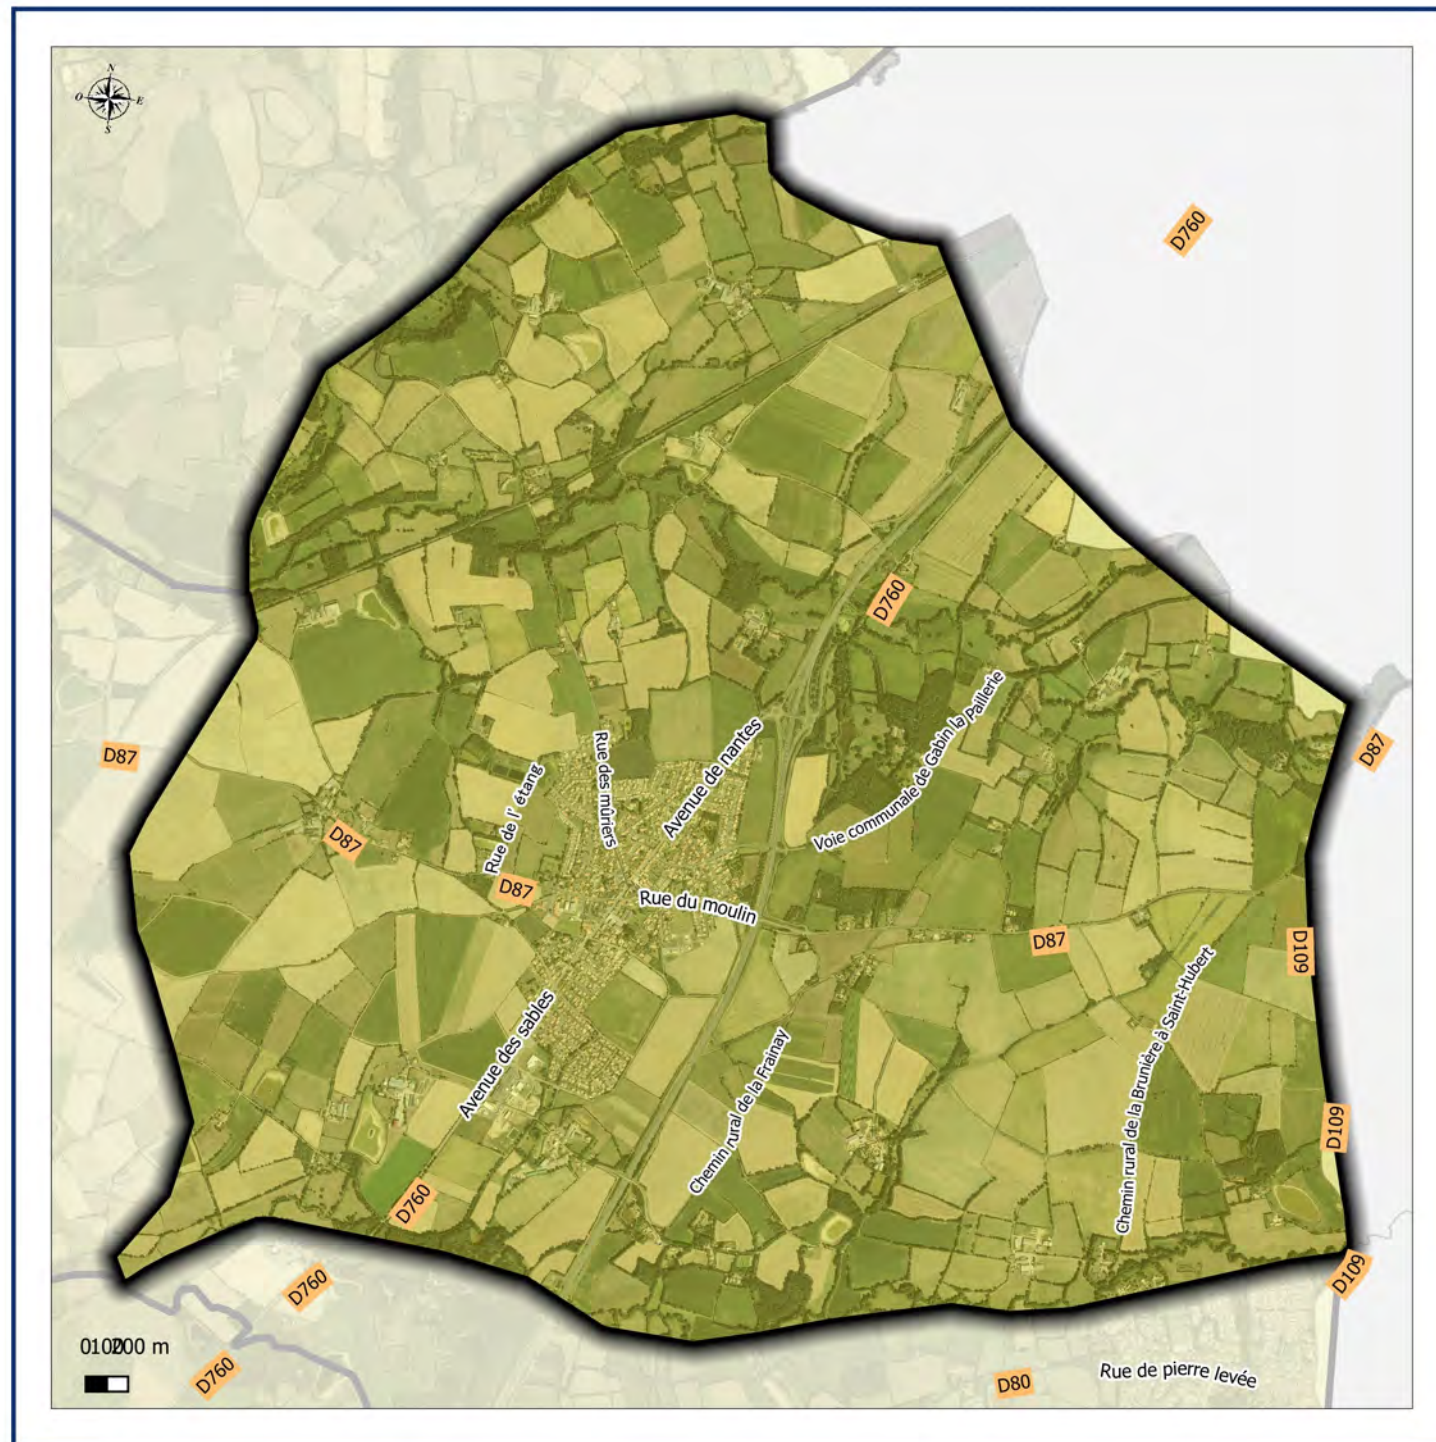 N
O
E
S
D760
D760
D87
D87
Voie communale de Gabin la Paillerie
Avenue de nantes
Rue des mûriers
Rue de l' étang
D87
D87
Rue du moulin
D87
D109
Avenue des sables
Chemin rural de la Frainay
Chemin rural de la Brunière à Saint-Hubert
D109
D760
D760
D109
0100200 m
D760
D80
Rue de pierre levée